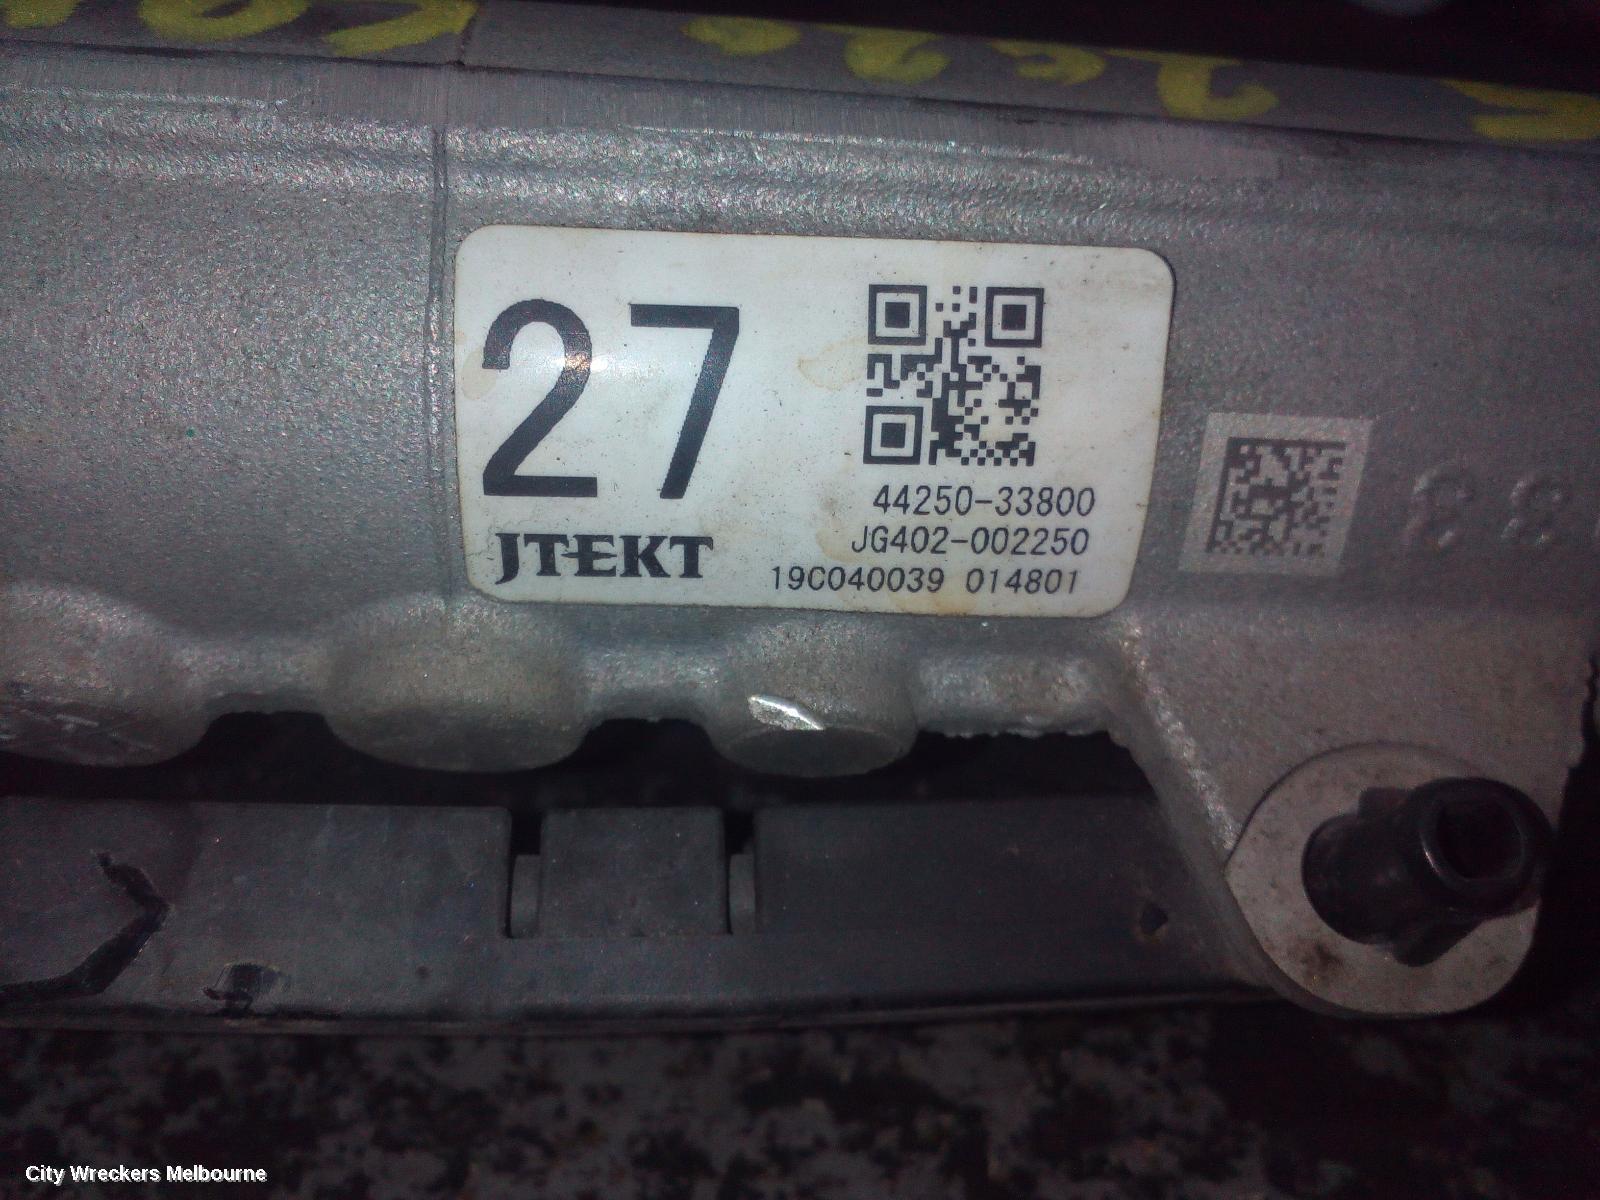 27
JTEKT
44250-33800
JG402-002250
19C040039 014801
City Wreckers Melbourne